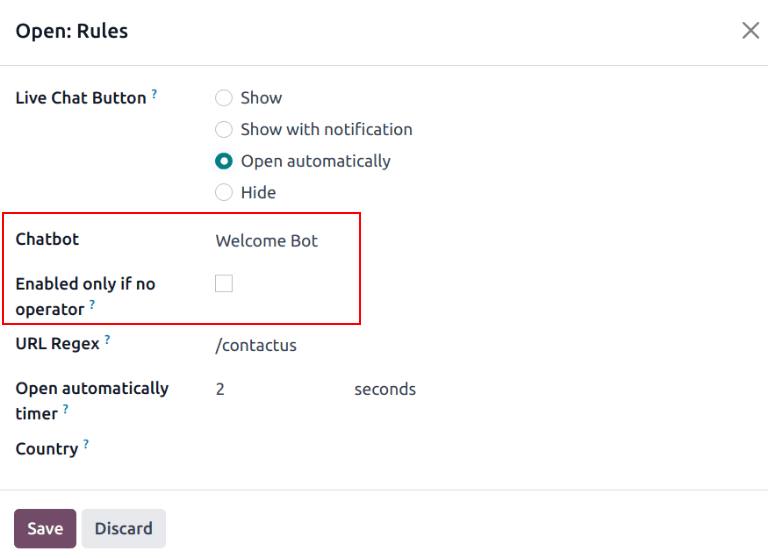 Open: Rules
Live Chat Button ?
Show
Show with notification
Open automatically
Hide
Chatbot
Welcome Bot
Enabled only if no
operator ?
URL Regex ?
/contactus
Open automatically
timer ?
2 seconds
Country ?
Save Discard